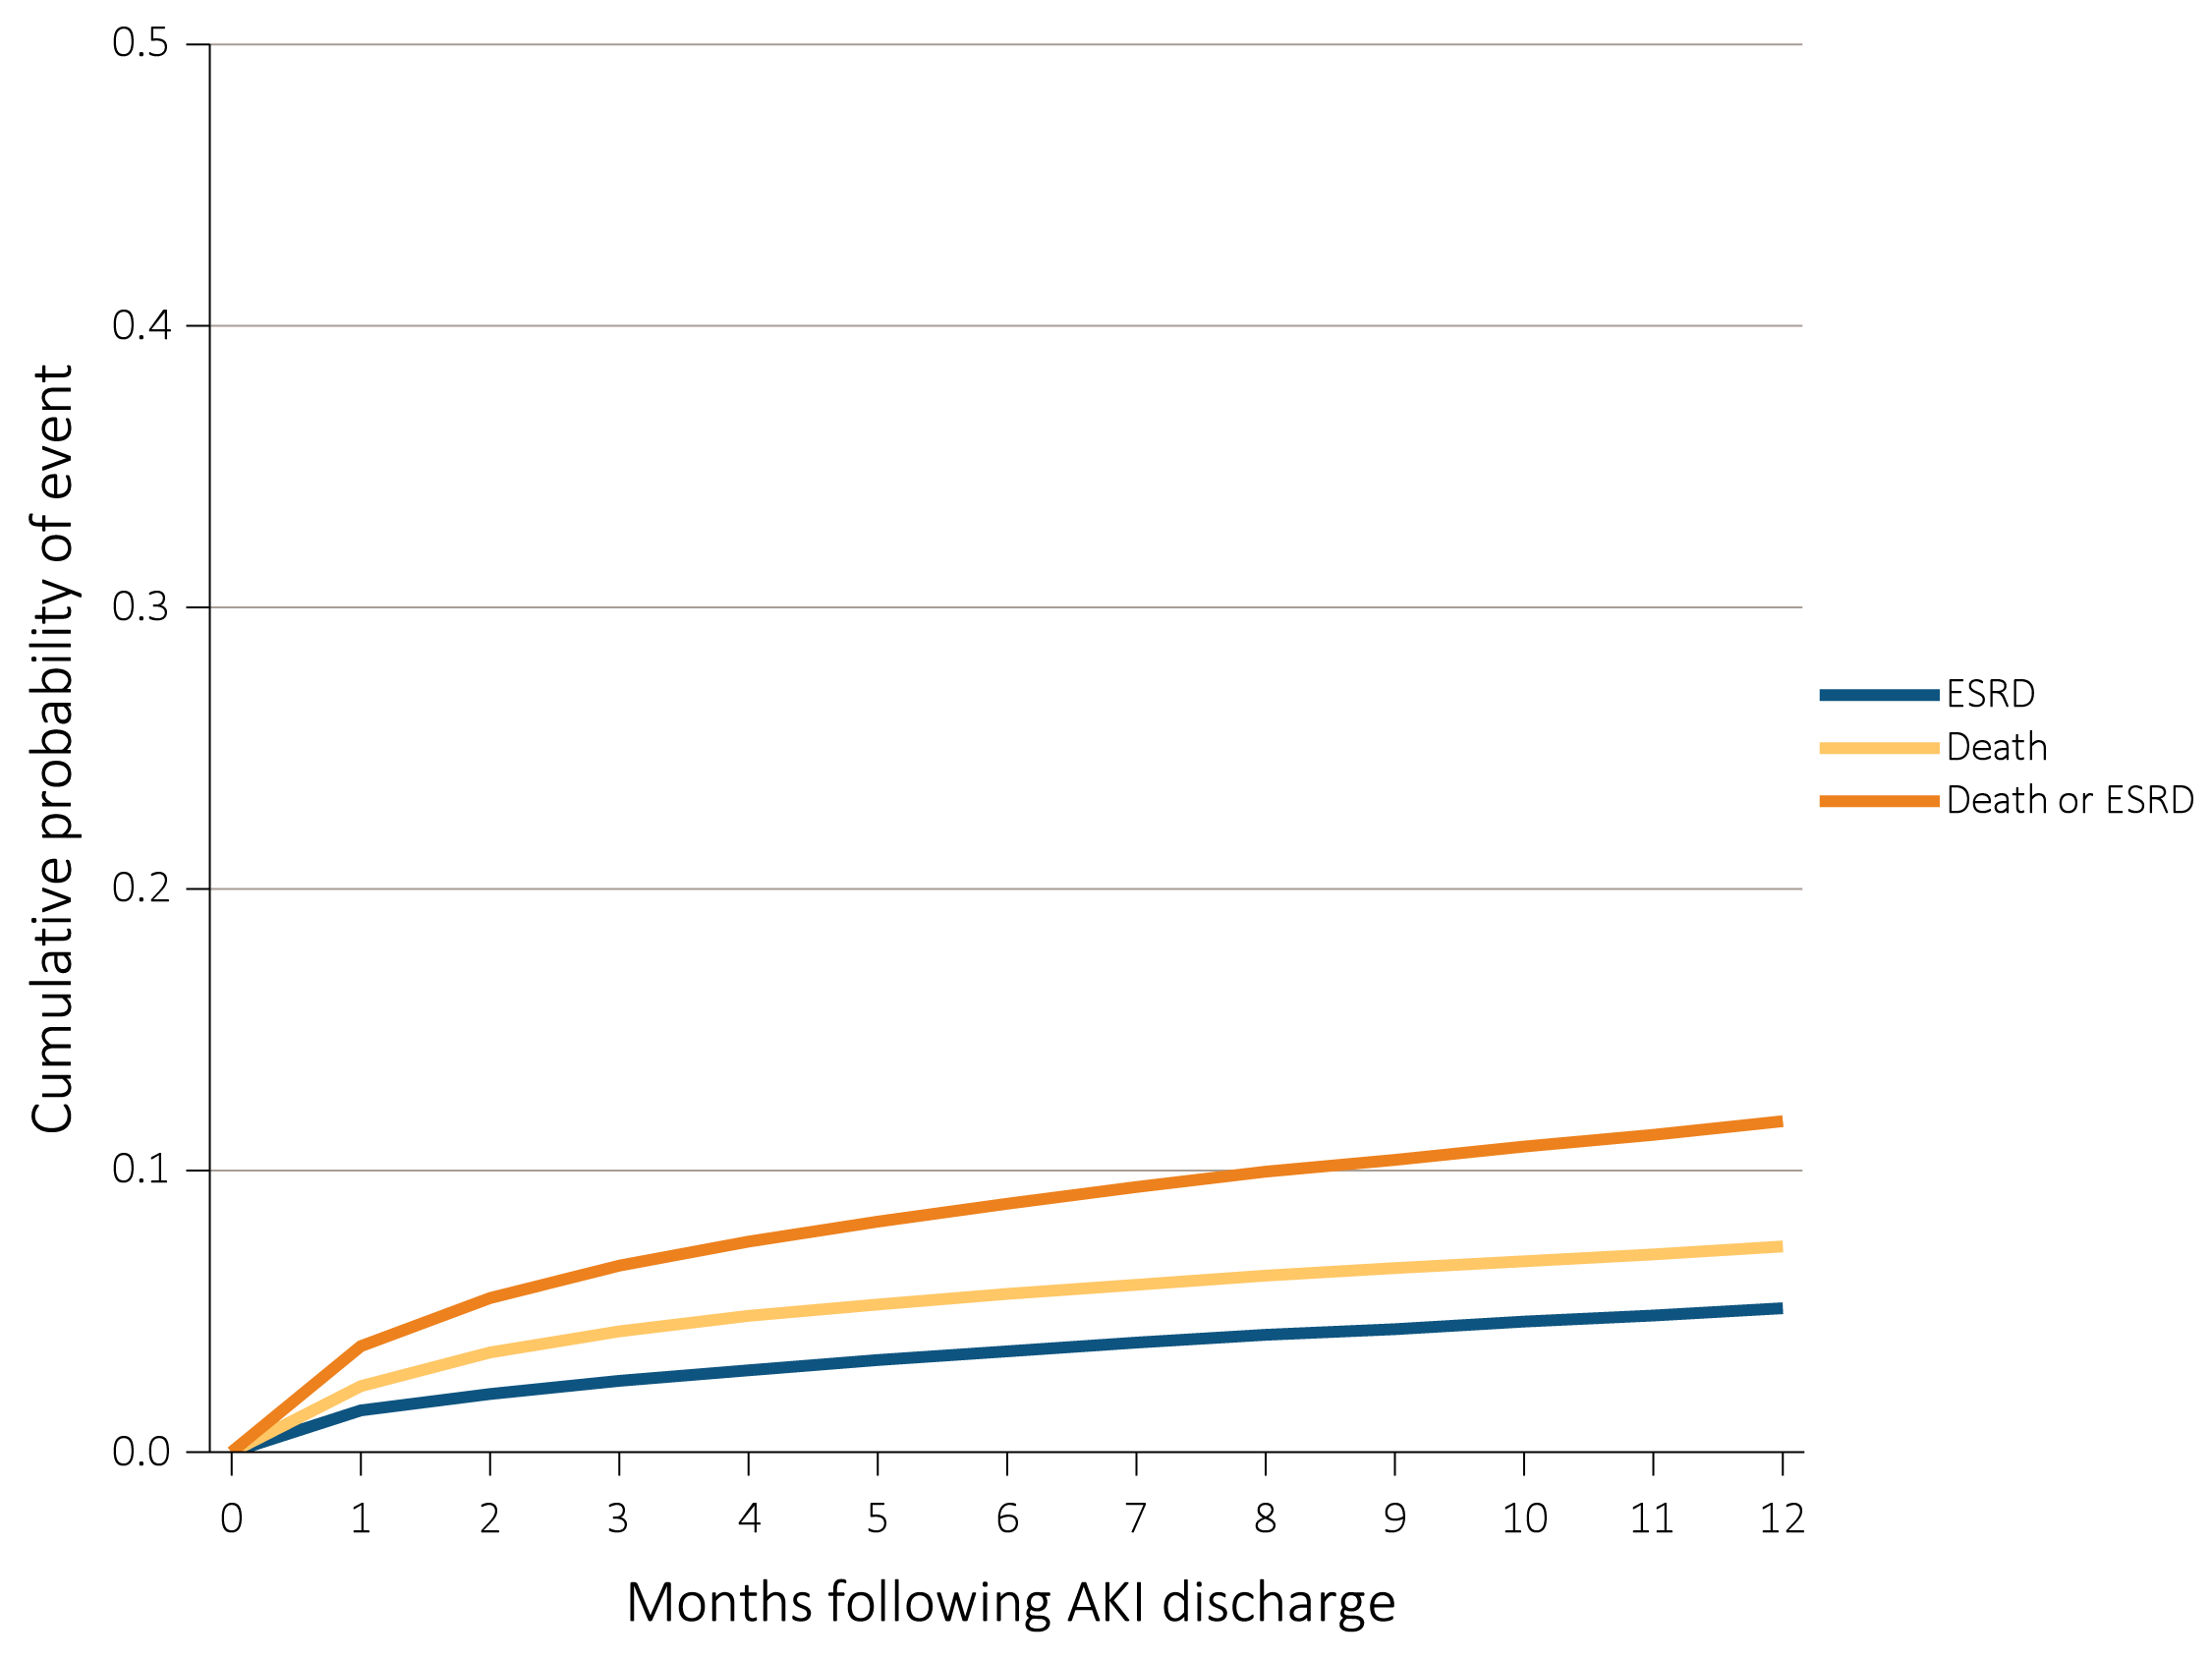 Cumulative probability of event
0.5
0.4
0.3
0.2
0.1
0.0
0 1 2 3 4 5 6 7 8 9 10 11 12
Months following AKI discharge
ESRD
Death
Death or ESRD